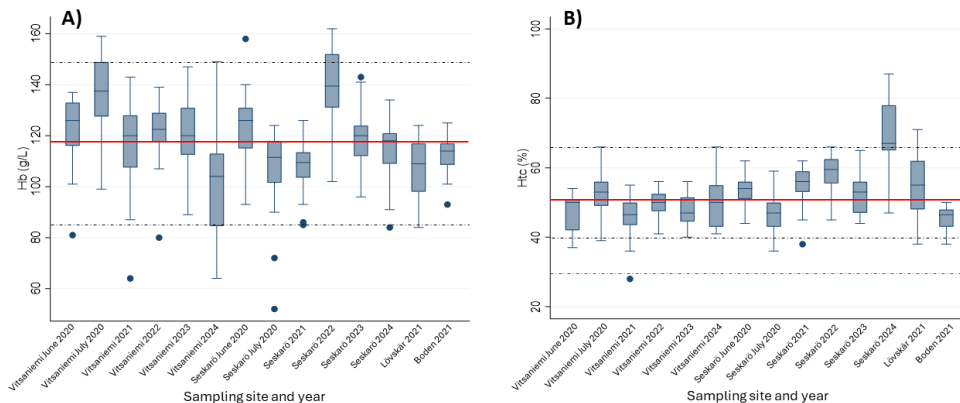 A)
Hb (g/L)
160
140
120
100
80
60
Vitsaniemi June 2020
Vitsaniemi July 2020
Vitsaniemi 2021
Vitsaniemi 2022
Vitsaniemi 2023
Vitsaniemi 2024
Seskarö June 2020
Seskarö July 2020
Seskarö 2021
Seskarö 2022
Seskarö 2023
Seskarö 2024
Lövskär 2021
Boden 2021
Sampling site and year
B)
Htc (%)
100
80
60
40
20
Vitsaniemi June 2020
Vitsaniemi July 2020
Vitsaniemi 2021
Vitsaniemi 2022
Vitsaniemi 2023
Vitsaniemi 2024
Seskarö June 2020
Seskarö July 2020
Seskarö 2021
Seskarö 2022
Seskarö 2023
Seskarö 2024
Lövskär 2021
Boden 2021
Sampling site and year